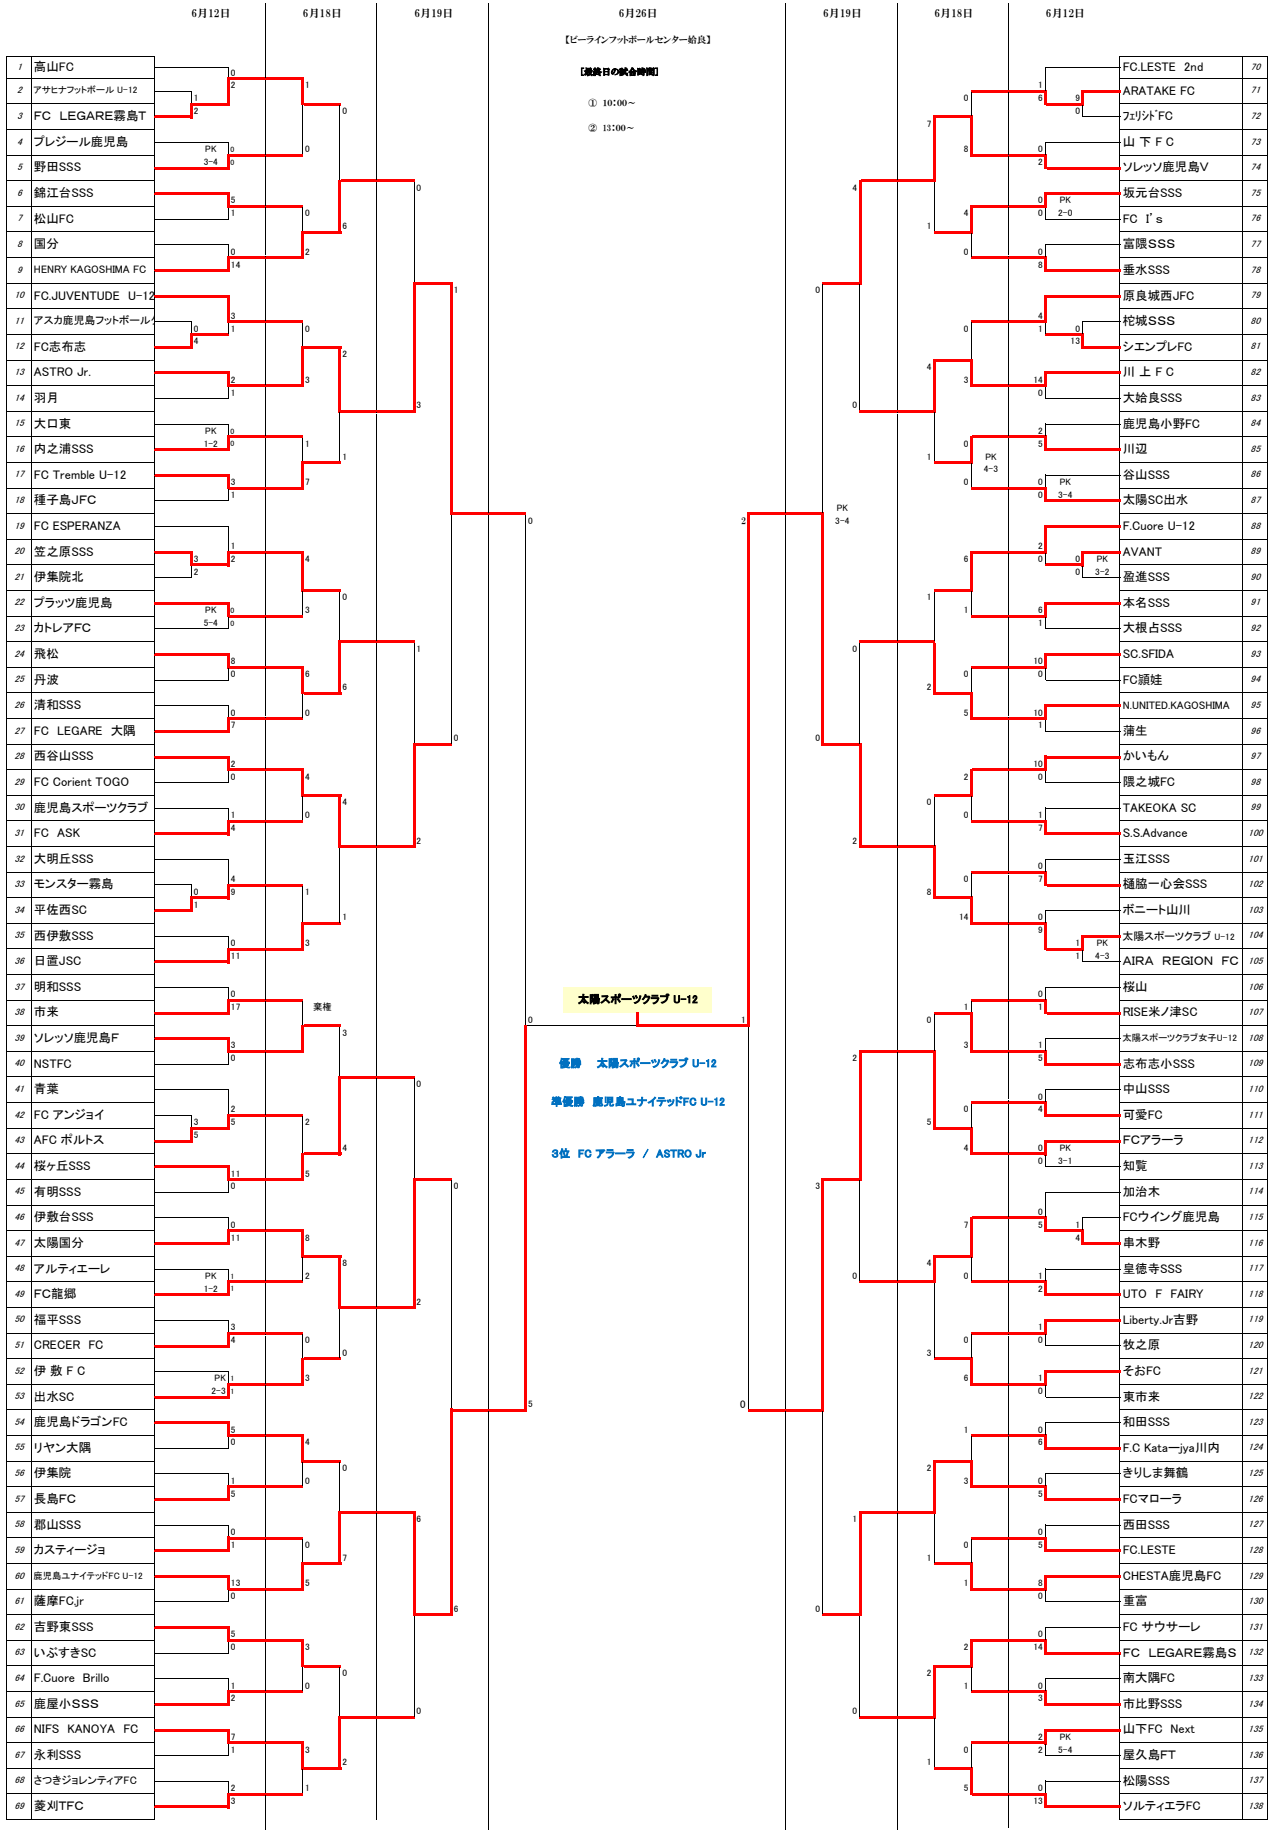 6月12日 6月18日 6月19日 6月26日 6月19日 6月18日 6月12日
【ビーラインフットボールセンター姶良】
【最終日の試合時間】
① 10:00~
② 13:00~
1 高山FC
2 アサヒナフットボール U-12
3 FC LEGARE霧島T
4 プレジール鹿児島
5 野田SSS
6 錦江台SSS
7 松山FC
8 国分
9 HENRY KAGOSHIMA FC
10 FC.JUVENTUDE U-12
11 アスカ鹿児島フットボール
12 FC志布志
13 ASTRO Jr.
14 羽月
15 大口東
16 内之浦SSS
17 FC Tremble U-12
18 種子島JFC
19 FC ESPERANZA
20 笠之原SSS
21 伊集院北
22 プラッツ鹿児島
23 カトレアFC
24 飛松
25 丹波
26 清和SSS
27 FC LEGARE 大隅
28 西谷山SSS
29 FC Corient TOGO
30 鹿児島スポーツクラブ
31 FC ASK
32 大明丘SSS
33 モンスター霧島
34 平佐西SC
35 西伊敷SSS
36 日置JSC
37 明和SSS
38 市来
39 ソレッソ鹿児島F
40 NSTFC
41 青葉
42 FC アンジョイ
43 AFC ポルトス
44 桜ヶ丘SSS
45 有明SSS
46 伊敷台SSS
47 太陽国分
48 アルティエーレ
49 FC龍郷
50 福平SSS
51 CRECER FC
52 伊 敷 F C
53 出水SC
54 鹿児島ドラゴンFC
55 リヤン大隅
56 伊集院
57 長島FC
58 郡山SSS
59 カスティージョ
60 鹿児島ユナイテッドFC U-12
61 薩摩FC.jr
62 吉野東SSS
63 いぶすきSC
64 F.Cuore Brillo
65 鹿屋小SSS
66 NIFS KANOYA FC
67 永利SSS
68 さつきジョレンティアFC
69 菱刈TFC
棄権
太陽スポーツクラブ U-12
優勝 太陽スポーツクラブ U-12
準優勝 鹿児島ユナイテッドFC U-12
3位 FC アラーラ / ASTRO Jr
FC.LESTE 2nd 70
ARATAKE FC 71
フェリシドFC 72
山 下 F C 73
ソレッソ鹿児島V 74
坂元台SSS 75
FC I's 76
富隈SSS 77
垂水SSS 78
原良城西JFC 79
柁城SSS 80
シエンプレFC 81
川 上 F C 82
大姶良SSS 83
鹿児島小野FC 84
川辺 85
谷山SSS 86
太陽SC出水 87
F.Cuore U-12 88
AVANT 89
盈進SSS 90
本名SSS 91
大根占SSS 92
SC.SFIDA 93
FC頴娃 94
N.UNITED.KAGOSHIMA 95
蒲生 96
かいもん 97
隈之城FC 98
TAKEOKA SC 99
S.S.Advance 100
玉江SSS 101
樋脇一心会SSS 102
ボニート山川 103
太陽スポーツクラブ U-12 104
AIRA REGION FC 105
桜山 106
RISE米ノ津SC 107
太陽スポーツクラブ女子U-12 108
志布志小SSS 109
中山SSS 110
可愛FC 111
FCアラーラ 112
知覧 113
加治木 114
FCウイング鹿児島 115
串木野 116
皇徳寺SSS 117
UTO F FAIRY 118
Liberty.Jr吉野 119
牧之原 120
そおFC 121
東市来 122
和田SSS 123
F.C Kataーjya川内 124
きりしま舞鶴 125
FCマローラ 126
西田SSS 127
FC.LESTE 128
CHESTA鹿児島FC 129
重富 130
FC サウサーレ 131
FC LEGARE霧島S 132
南大隅FC 133
市比野SSS 134
山下FC Next 135
屋久島FT 136
松陽SSS 137
ソルティエラFC 138